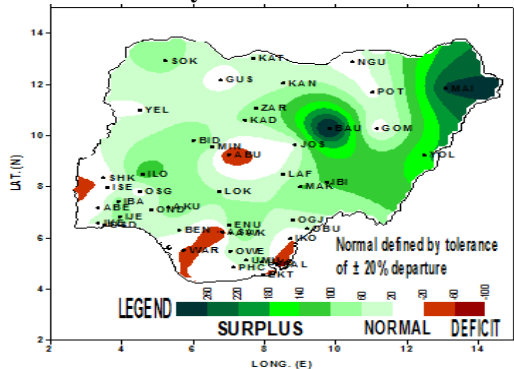 14
12
10
8
6
4
2
LAT. (N)
SOK
KAT
NGU
GUS
KAN
MAI
POT
YEL
ZAR
KAD
BAU
GOM
BID
MIN
ABU
JOS
YOL
SHK
ILO
LAF
IBI
ISE
OSG
LOK
MAK
IBA
ABE
OND
AKU
IJE
OGJ
BEN
ENU
OBU
IKO
WAR
OWE
PHC
EKT
Normal defined by tolerance
of ± 20% departure
LEGEND
260
220
180
140
100
60
20
-20
-60
-100
SURPLUS NORMAL DEFICIT
2 4 6 8 10 12 14
LONG. (E)